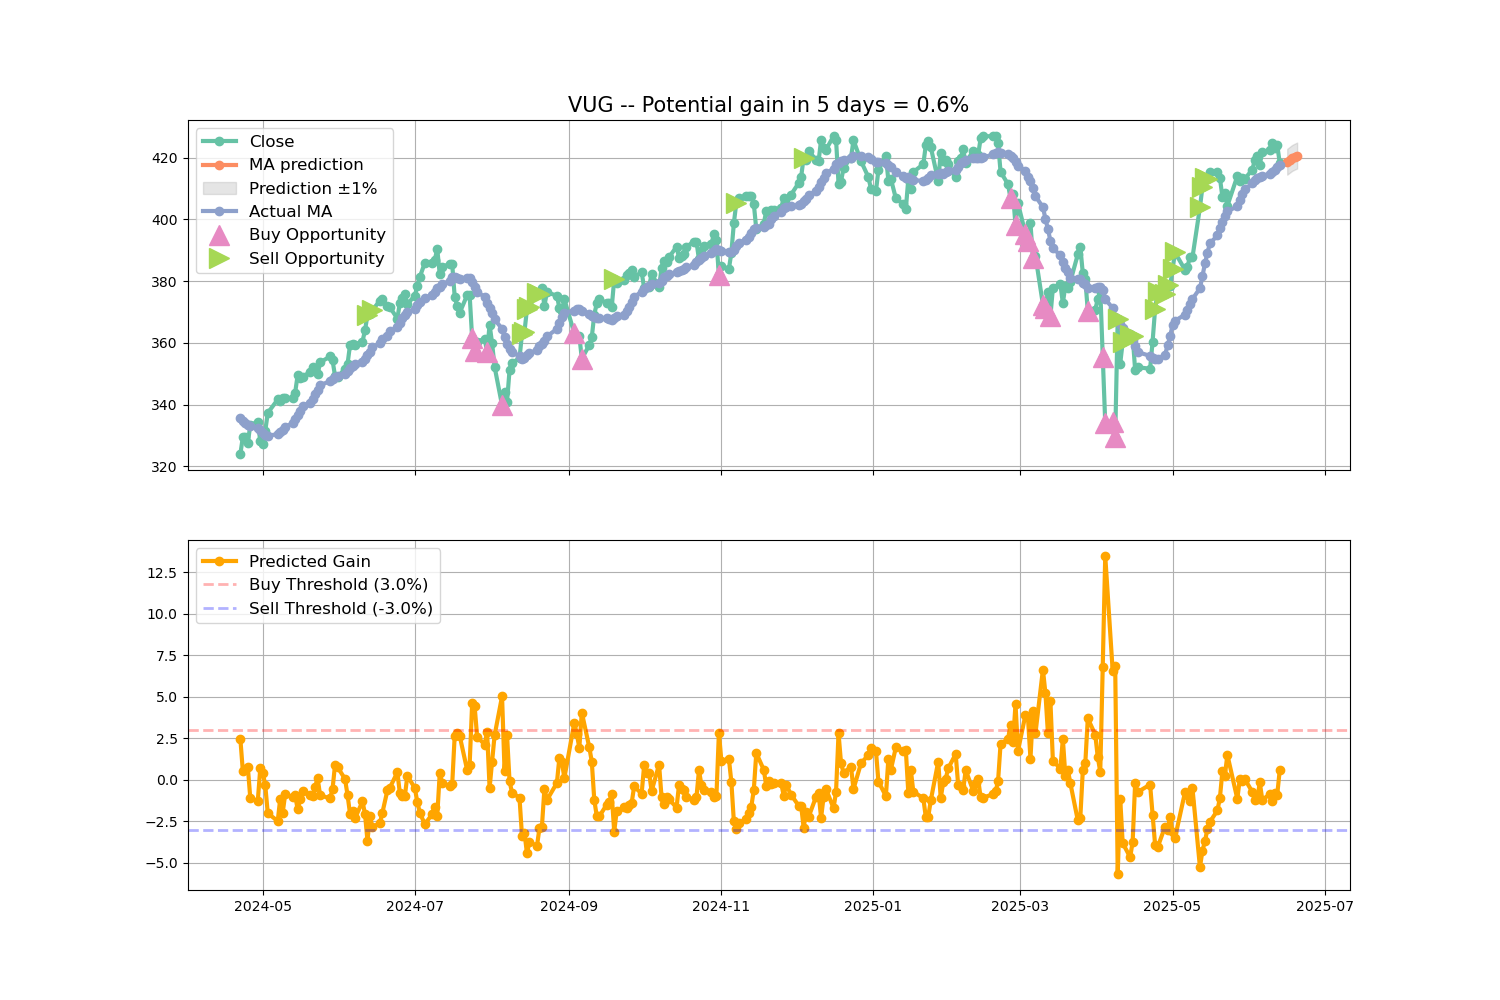 VUG -- Potential gain in 5 days = 0.6%
Close
MA prediction
Prediction ±1%
Actual MA
Buy Opportunity
Sell Opportunity
420
400
380
360
340
320
Predicted Gain
Buy Threshold (3.0%)
Sell Threshold (-3.0%)
12.5
10.0
7.5
5.0
2.5
0.0
−2.5
−5.0
2024-05 2024-07 2024-09 2024-11 2025-01 2025-03 2025-05 2025-07